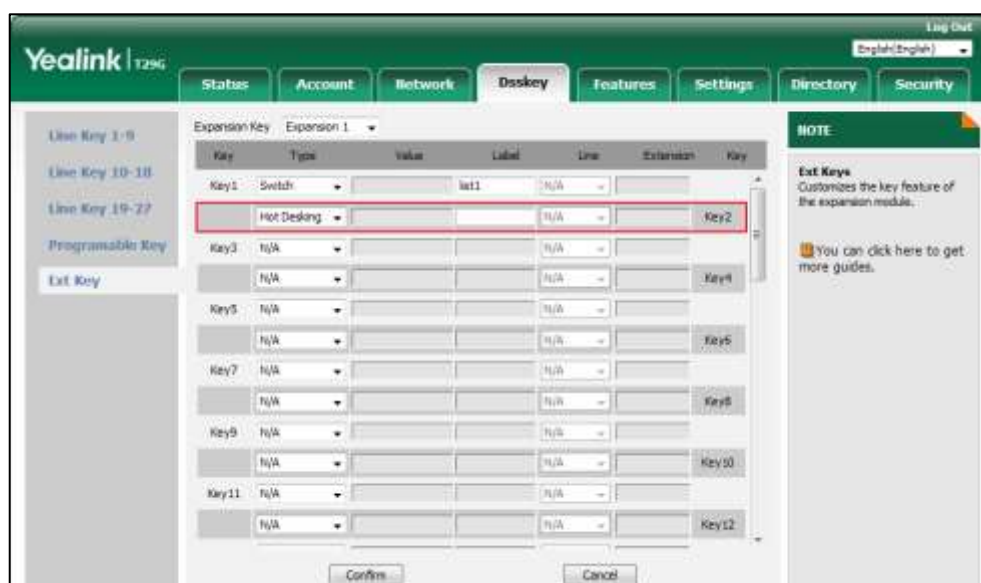 Log Out
Yealink T29G
English(English)
Status Account Network Dsskey Features Settings Directory Security
Line Key 1-9
Line Key 10-18
Line Key 19-27
Programable Key
Ext Key
Expansion Key Expansion 1
Key Type Value Label Line Extension Key
Key1 Switch list1 N/A
Hot Desking N/A Key2
Key3 N/A N/A
N/A N/A Key4
Key5 N/A N/A
N/A N/A Key6
Key7 N/A N/A
N/A N/A Key8
Key9 N/A N/A
N/A N/A Key10
Key11 N/A N/A
N/A N/A Key12
Confirm Cancel
NOTE
Ext Keys
Customizes the key feature of
the expansion module.
You can click here to get
more guides.